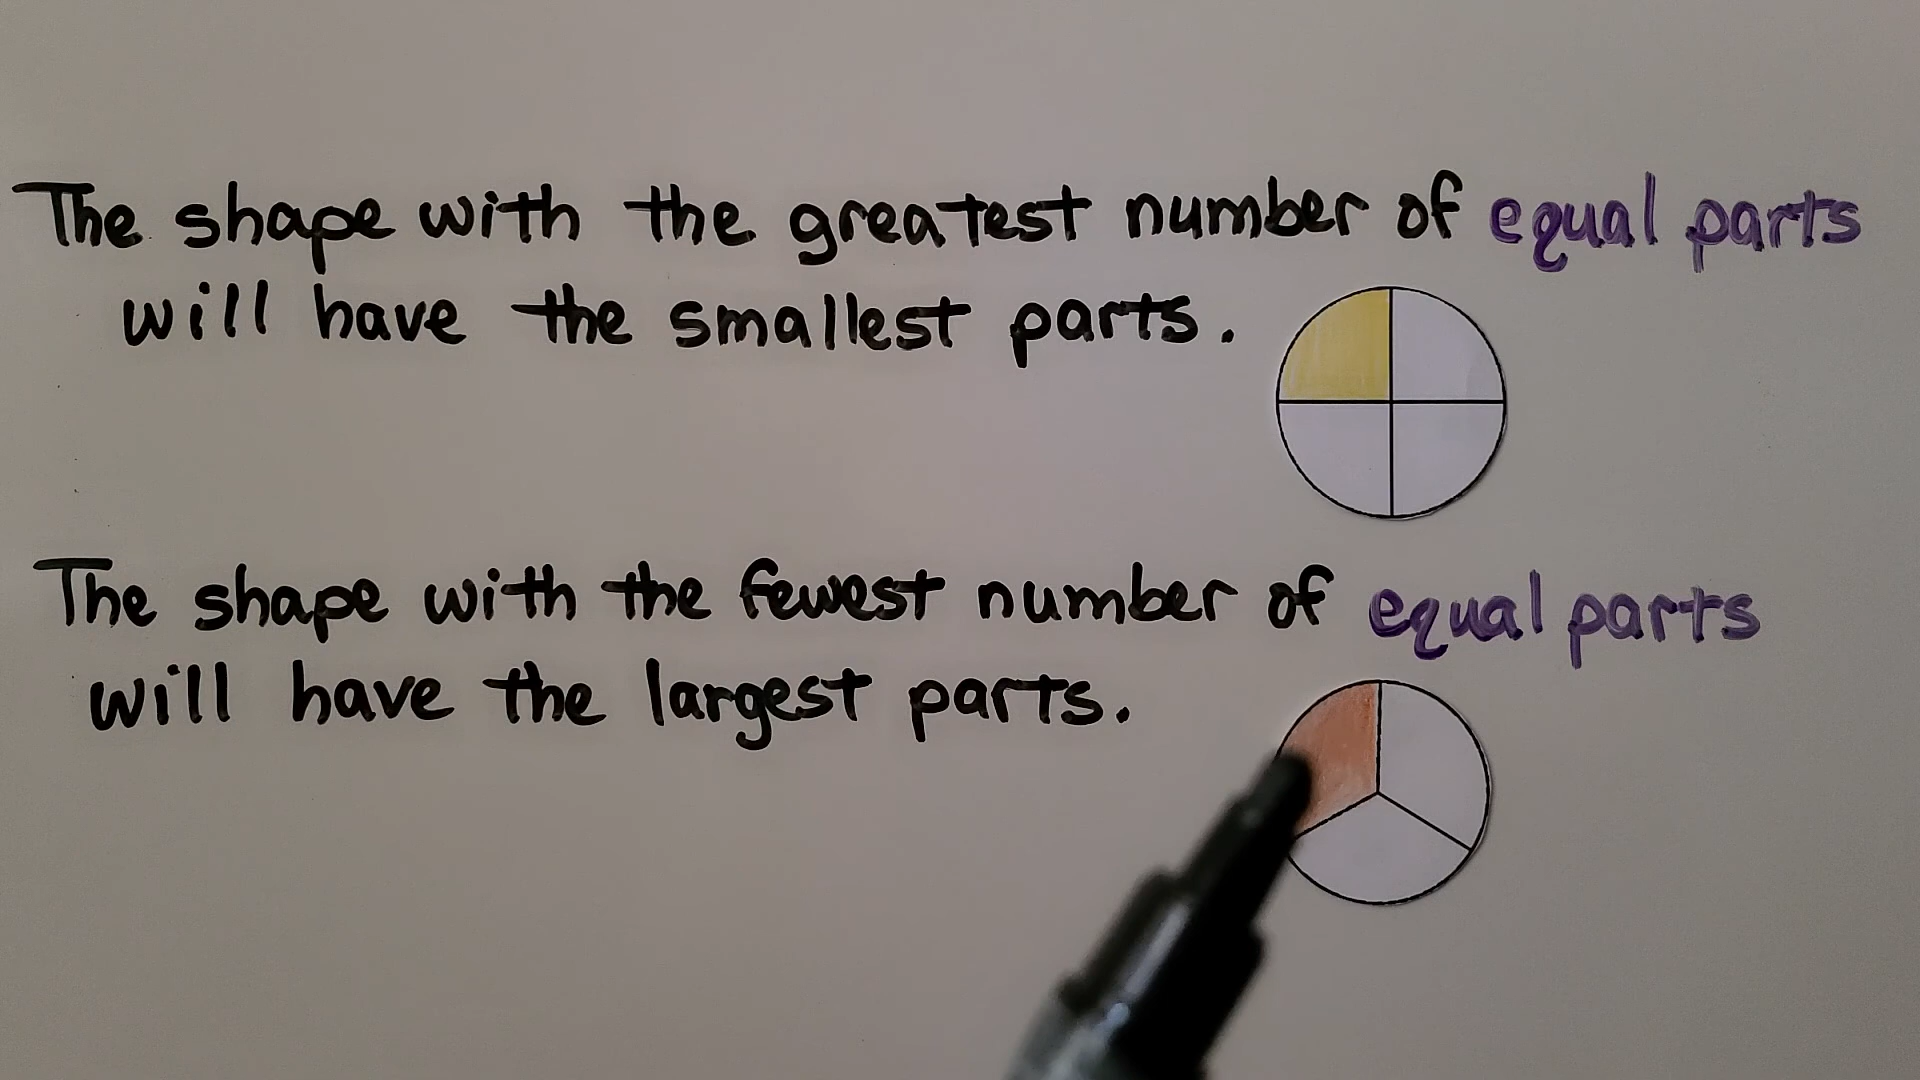 The shape with the greatest number of equal parts
will have the smallest parts.
The shape with the fewest number of equal parts
will have the largest parts.